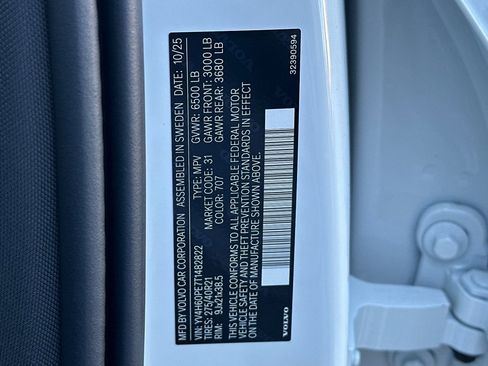 MFD BY VOLVO CAR CORPORATION ASSEMBLED IN SWEDEN DATE: 10/25
VIN: YV4H60PE7T1482822 TYPE: MPV GVWR: 6500 LB
TIRES: 275/40R21 MARKET CODE: 31 GAWR FRONT: 3000 LB
RIM: 9Jx21x38.5 COLOR: 707 GAWR REAR: 3680 LB
THIS VEHICLE CONFORMS TO ALL APPLICABLE FEDERAL MOTOR
VEHICLE SAFETY AND THEFT PREVENTION STANDARDS IN EFFECT
ON THE DATE OF MANUFACTURE SHOWN ABOVE.
VOLVO 32390594